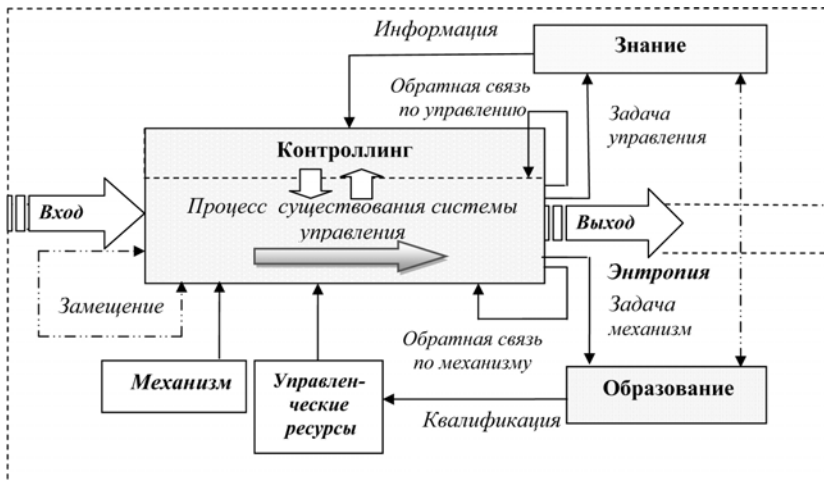 Информация
Знание
Обратная связь
по управлению
Задача
управления
Контроллинг
Процесс существования системы
управления
Вход
Выход
Энтропия
Замещение
Задача
механизм
Обратная связь
по механизму
Механизм
Управлен-
ческие
ресурсы
Образование
Квалификация